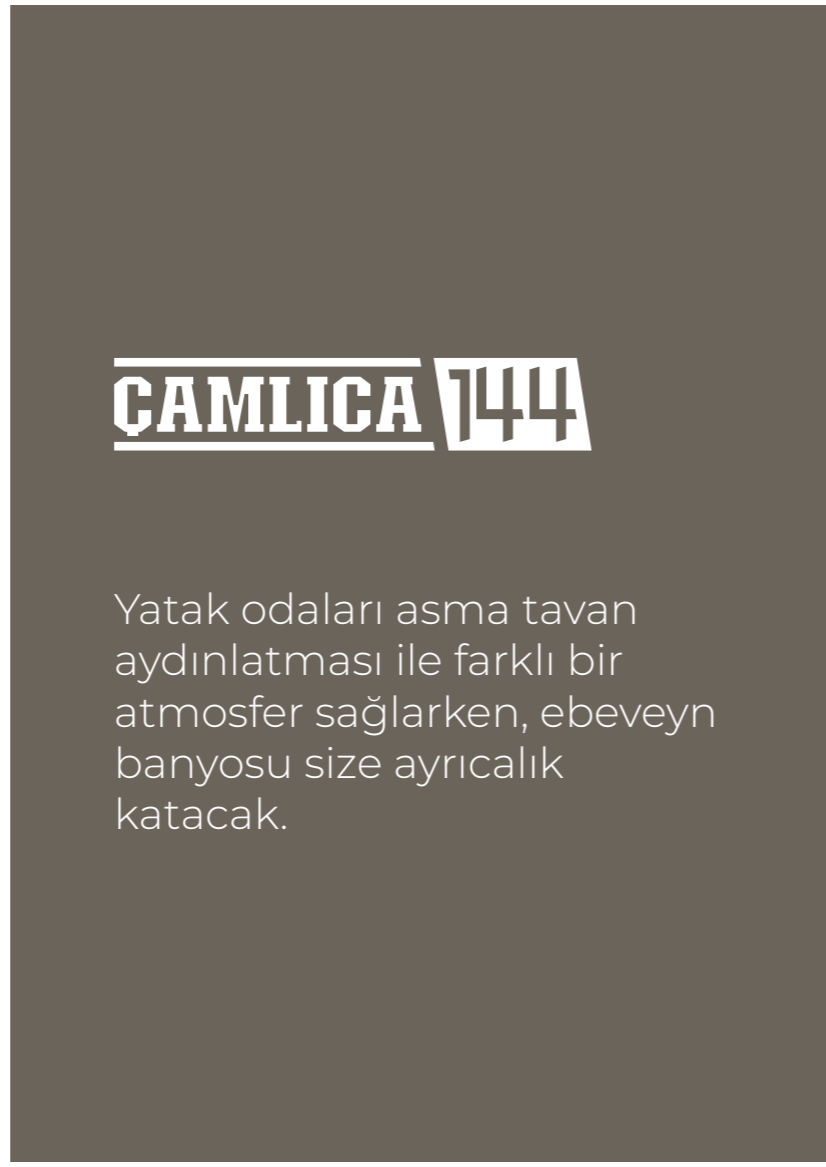 ÇAMLICA 144
Yatak odaları asma tavan
aydınlatması ile farklı bir
atmosfer sağlarken, ebeveyn
banyosu size ayrıcalık
katacak.